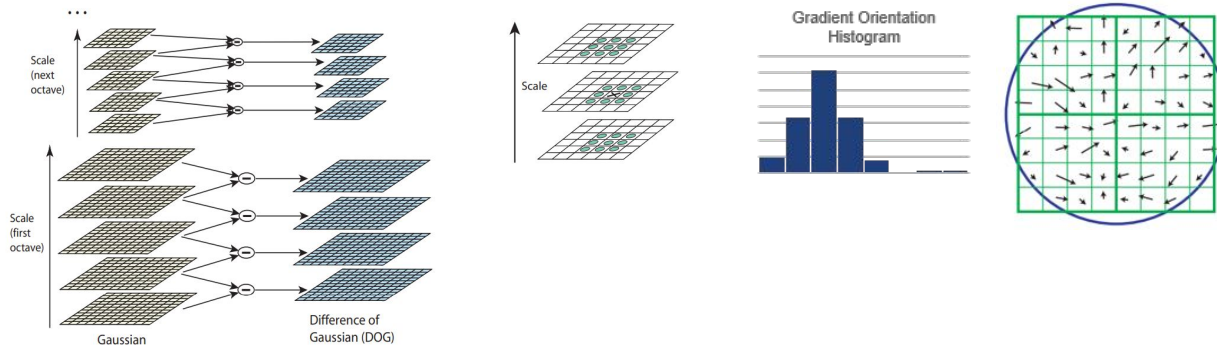 ...
Scale
(next
octave)
Scale
(first
octave)
Gaussian
Difference of
Gaussian (DOG)
Scale
Gradient Orientation
Histogram